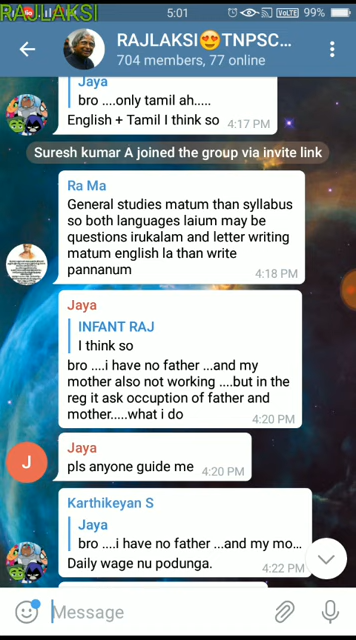 RAJLAKSI
5:01
VoLTE
99%
RAJLAKSI😍TNPSC...
704 members, 77 online
Jaya
bro ....only tamil ah.....
English + Tamil I think so 4:17 PM
Suresh kumar A joined the group via invite link
Ra Ma
General studies matum than syllabus
so both languages laium may be
questions irukalam and letter writing
matum english la than write
pannanum
4:18 PM
Jaya
INFANT RAJ
I think so
bro ....i have no father ...and my
mother also not working ....but in the
reg it ask occuption of father and
mother.....what i do
4:20 PM
J
Jaya
pls anyone guide me 4:20 PM
Karthikeyan S
Jaya
bro ....i have no father ...and my mo...
Daily wage nu podunga. 4:22 PM
Message